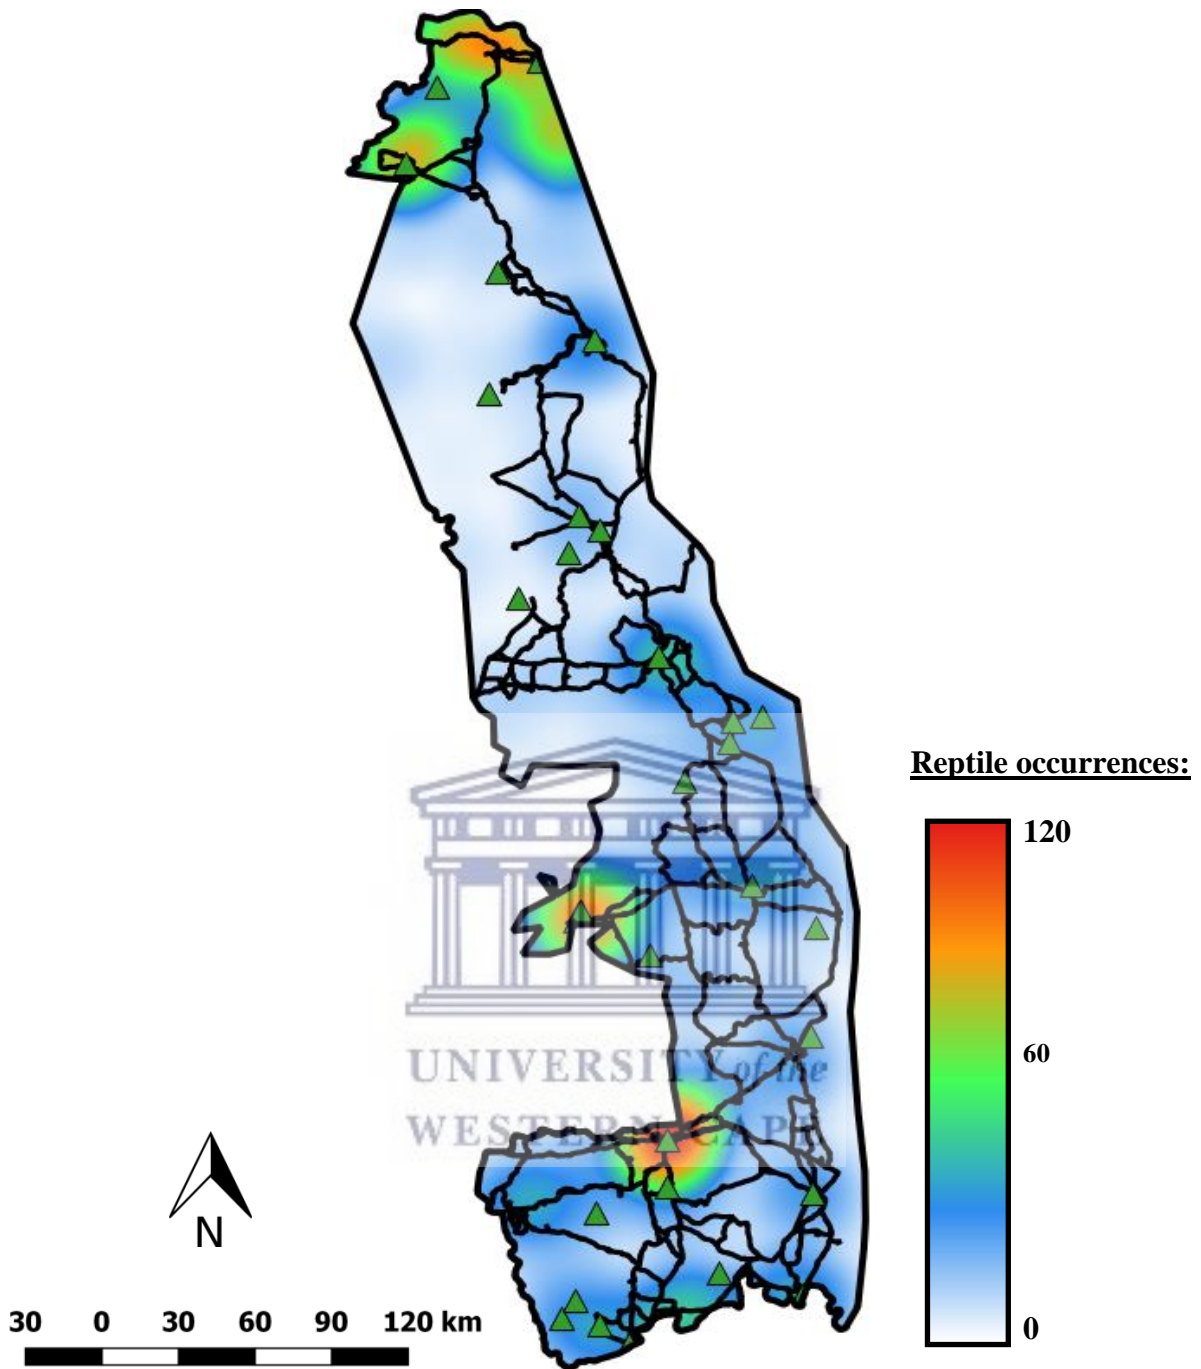 Reptile occurrences:
120
60
0
UNIVERSITY of the
WESTERN CAPE
N
30 0 30 60 90 120 km